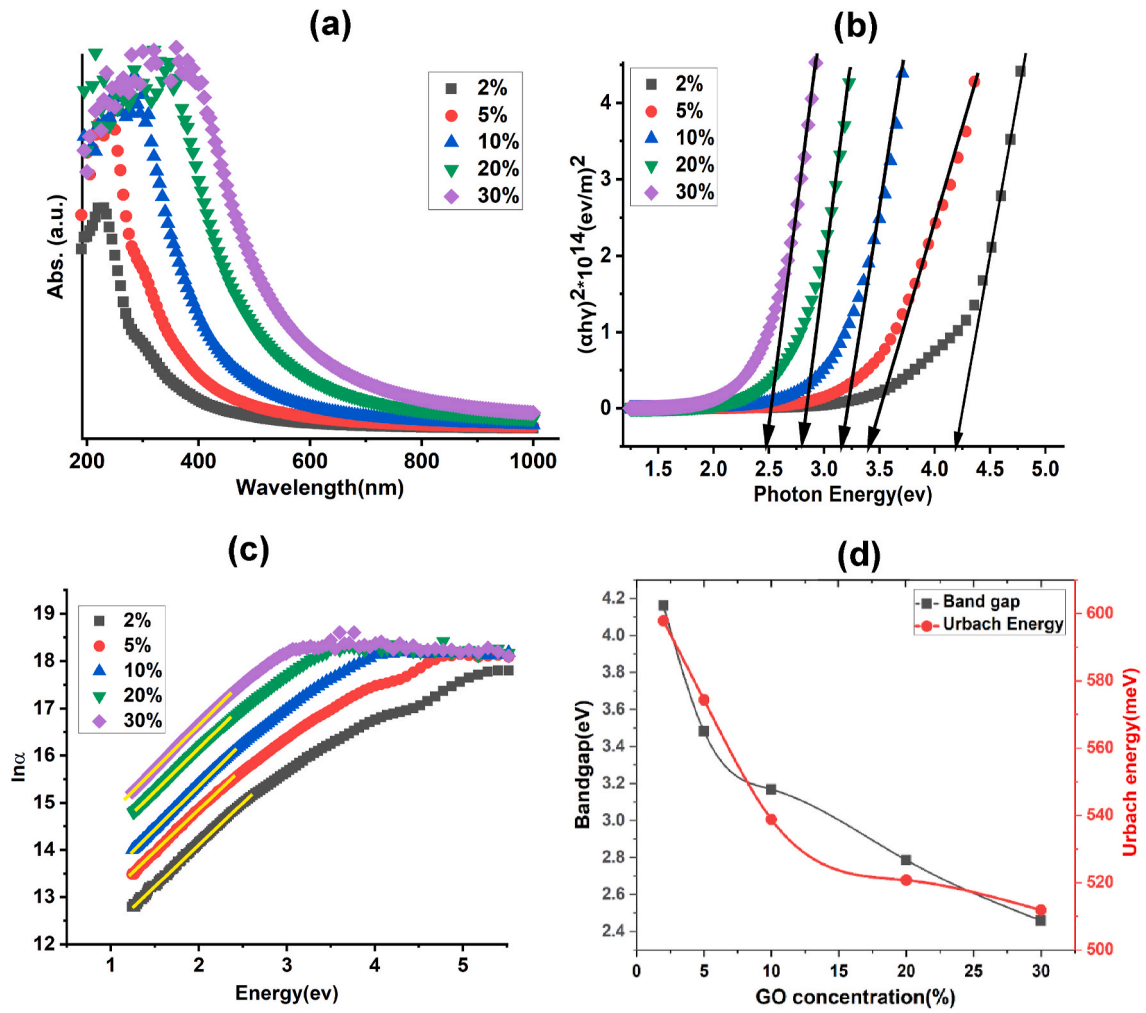 (a)
Abs. (a.u.)
2%
5%
10%
20%
30%
200 400 600 800 1000
Wavelength(nm)
(b)
(αhγ)²*10¹⁴(ev/m)²
4
3
2
1
0
2%
5%
10%
20%
30%
1.5 2.0 2.5 3.0 3.5 4.0 4.5 5.0
Photon Energy(ev)
(c)
lnα
19
18
17
16
15
14
13
12
2%
5%
10%
20%
30%
1 2 3 4 5
Energy(ev)
(d)
Bandgap(eV)
4.2
4.0
3.8
3.6
3.4
3.2
3.0
2.8
2.6
2.4
Band gap
Urbach Energy
600
580
560
540
520
500
Urbach energy(meV)
0 5 10 15 20 25 30
GO concentration(%)